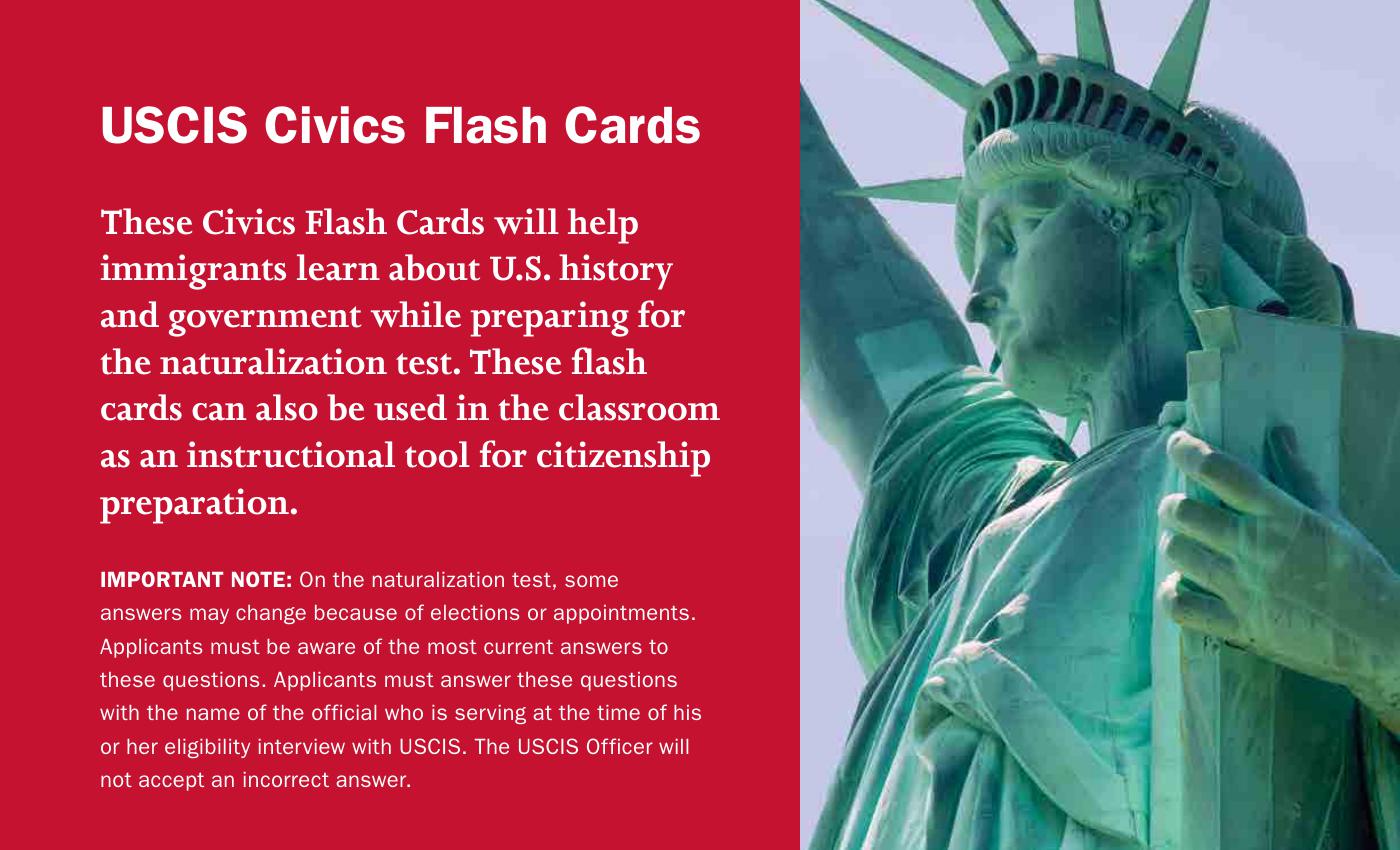 USCIS Civics Flash Cards
These Civics Flash Cards will help
immigrants learn about U.S. history
and government while preparing for
the naturalization test. These flash
cards can also be used in the classroom
as an instructional tool for citizenship
preparation.
IMPORTANT NOTE: On the naturalization test, some
answers may change because of elections or appointments.
Applicants must be aware of the most current answers to
these questions. Applicants must answer these questions
with the name of the official who is serving at the time of his
or her eligibility interview with USCIS. The USCIS Officer will
not accept an incorrect answer.